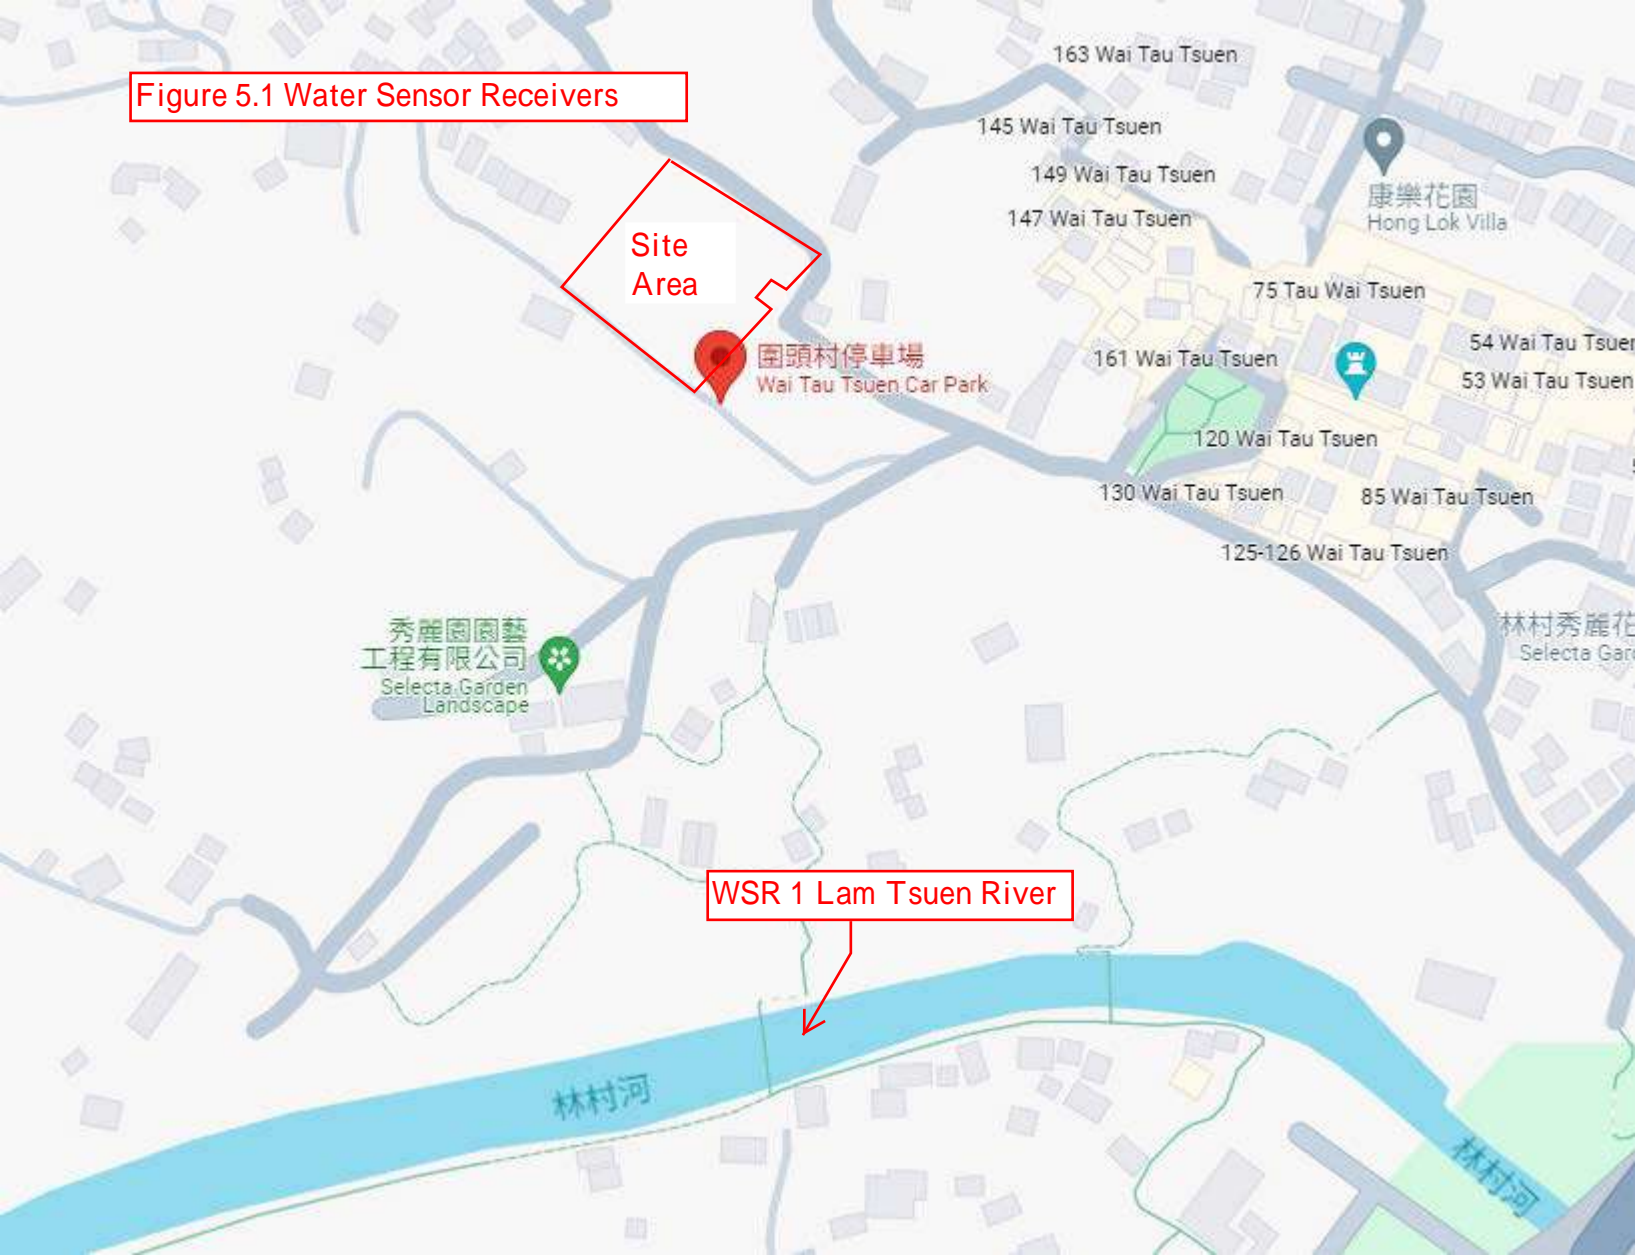 163 Wai Tau Tsuen
Figure 5.1 Water Sensor Receivers
145 Wai Tau Tsuen
149 Wai Tau Tsuen
康樂花園
Hong Lok Villa
147 Wai Tau Tsuen
Site
Area
75 Tau Wai Tsuen
54 Wai Tau Tsuen
圍頭村停車場
Wai Tau Tsuen Car Park
161 Wai Tau Tsuen
53 Wai Tau Tsuen
120 Wai Tau Tsuen
130 Wai Tau Tsuen
85 Wai Tau Tsuen
125-126 Wai Tau Tsuen
秀麗園園藝
工程有限公司
Selecta Garden
Landscape
林村秀麗花
Selecta Gar
WSR 1 Lam Tsuen River
林村河
林村河